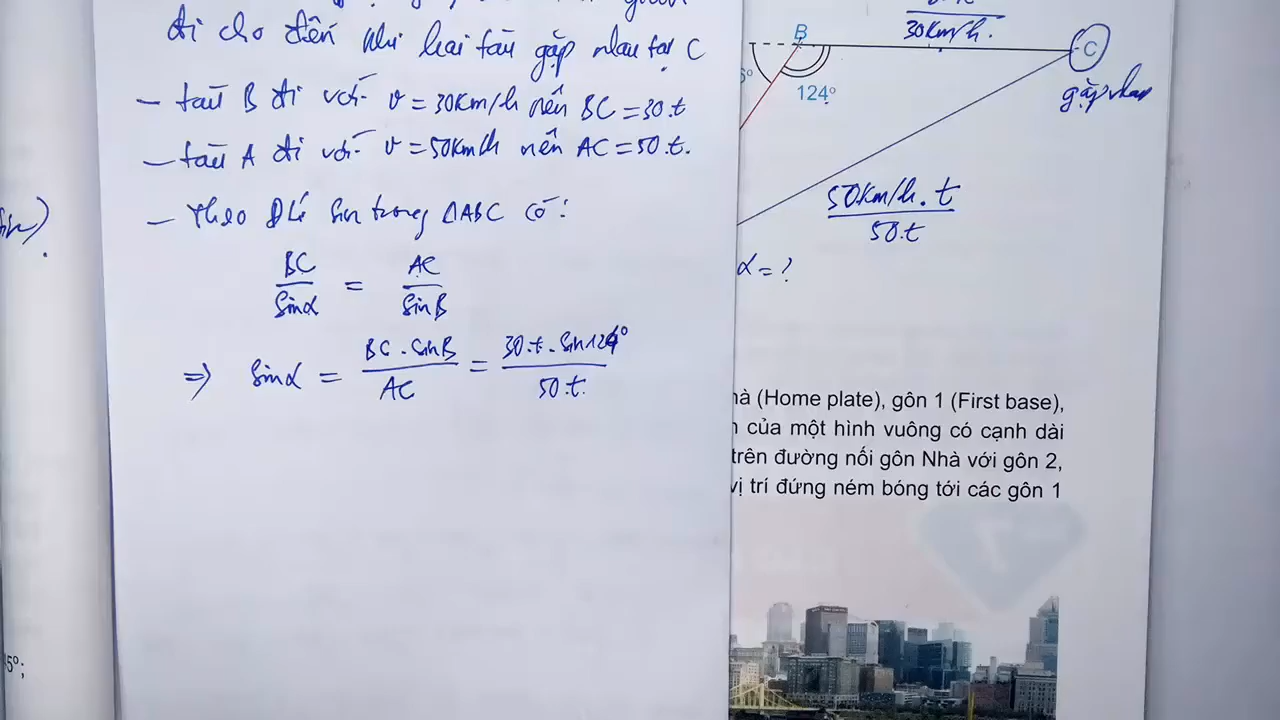 đi cho đến khi hai tàu gặp nhau tại C
– tàu B đi với v = 30km/h nên BC = 30.t
– tàu A đi với v = 50km/h nên AC = 50.t.
– Theo ĐLí sin trong ΔABC có:
BC / sinα = AC / sinB
=> sinα = BC . sinB / AC = 30.t . sin124° / 50.t
30km/h.
B
C
6°
124°
gặp nhau
50km/h. t
50.t
α = ?
hà (Home plate), gôn 1 (First base),
của một hình vuông có cạnh dài
trên đường nối gôn Nhà với gôn 2,
vị trí đứng ném bóng tới các gôn 1
5°;